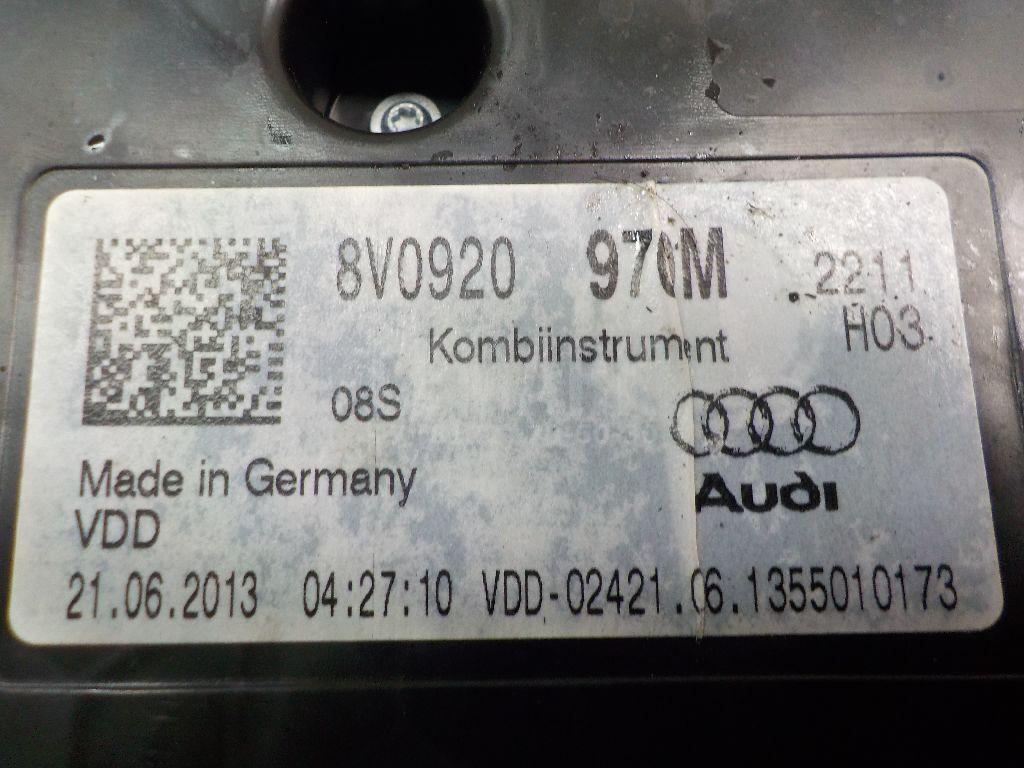 8V0920 970M 2211
Kombiinstrument H03
08S
Made in Germany
VDD
Audi
21.06.2013 04:27:10 VDD-02421.06.1355010173